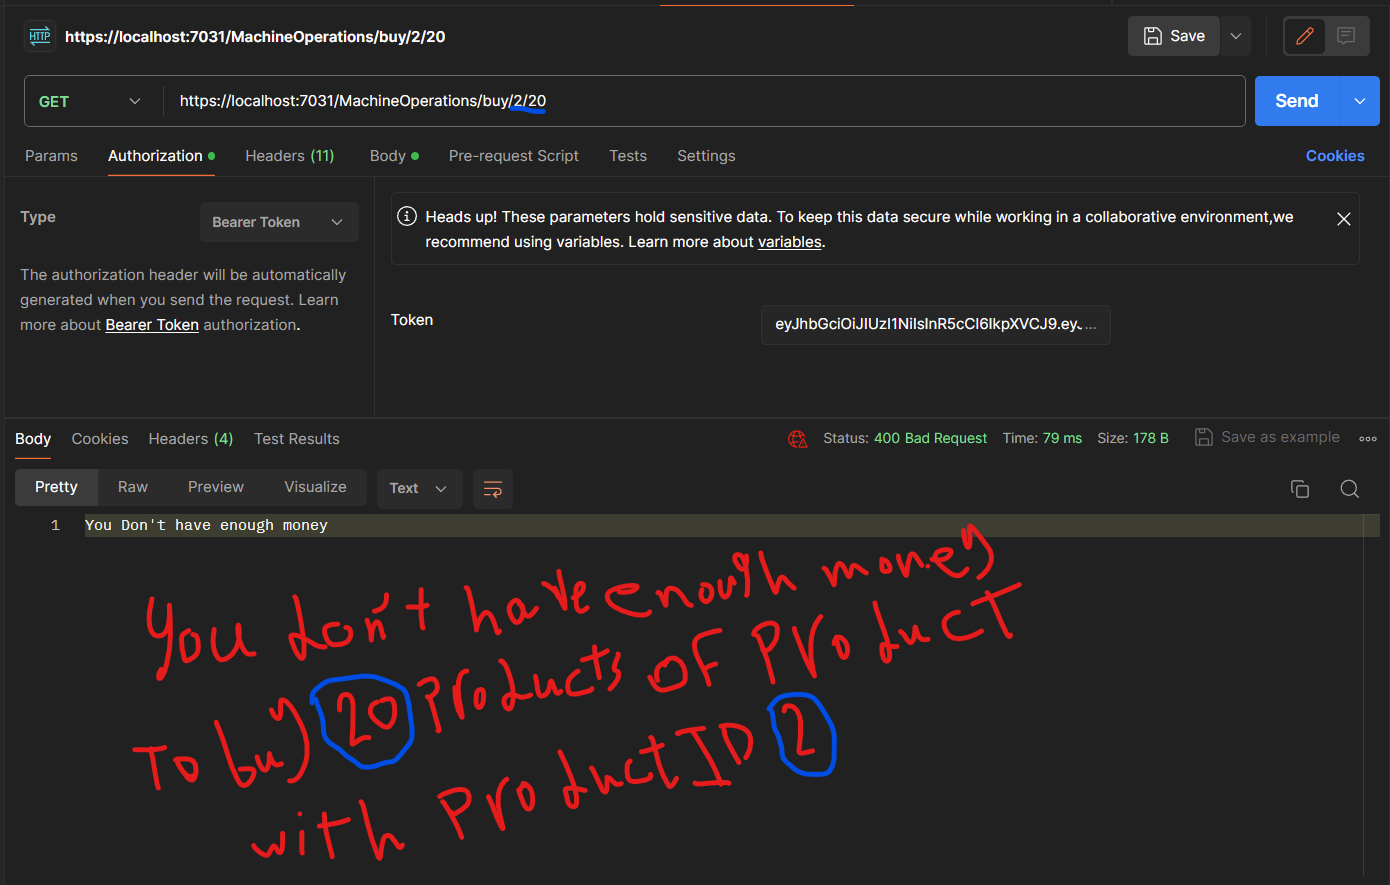 HTTP https://localhost:7031/MachineOperations/buy/2/20
Save
GET https://localhost:7031/MachineOperations/buy/2/20
Send
Params Authorization Headers (11) Body Pre-request Script Tests Settings Cookies
Type Bearer Token
The authorization header will be automatically
generated when you send the request. Learn
more about Bearer Token authorization.
Heads up! These parameters hold sensitive data. To keep this data secure while working in a collaborative environment,we
recommend using variables. Learn more about variables.
Token eyJhbGciOiJIUzI1NiIsInR5cCI6IkpXVCJ9.eyJ...
Body Cookies Headers (4) Test Results Status: 400 Bad Request Time: 79 ms Size: 178 B Save as example
Pretty Raw Preview Visualize Text
1 You Don't have enough money
You don't have enough money
To buy 20 Products of Product
with Product ID 2